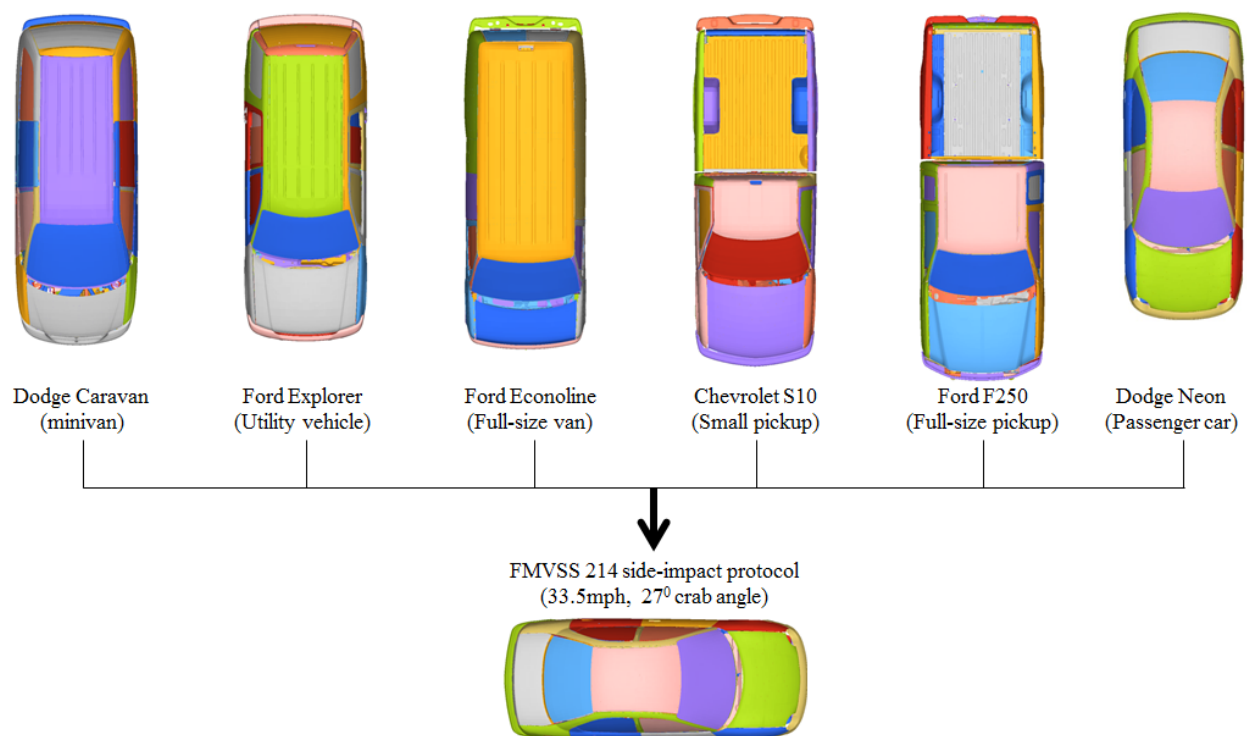 Dodge Caravan
(minivan)
Ford Explorer
(Utility vehicle)
Ford Econoline
(Full-size van)
Chevrolet S10
(Small pickup)
Ford F250
(Full-size pickup)
Dodge Neon
(Passenger car)
FMVSS 214 side-impact protocol
(33.5mph, 27⁰ crab angle)